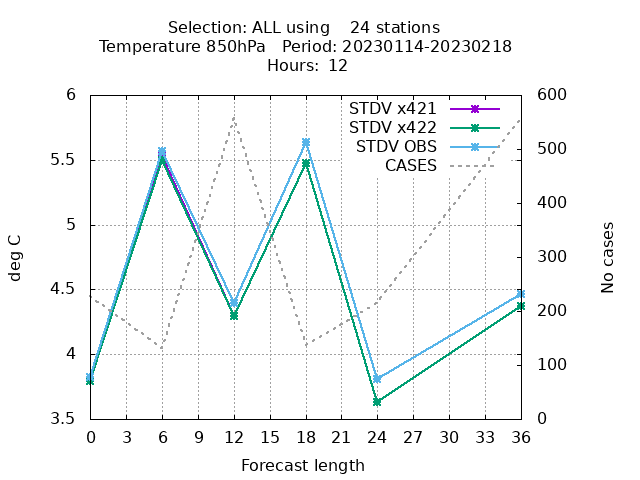 Selection: ALL using    24 stations
Temperature 850hPa   Period: 20230114-20230218
Hours:  12
6
5.5
5
4.5
4
3.5
deg C
STDV x421
STDV x422
STDV OBS
CASES
600
500
400
300
200
100
0
No cases
0 3 6 9 12 15 18 21 24 27 30 33 36
Forecast length